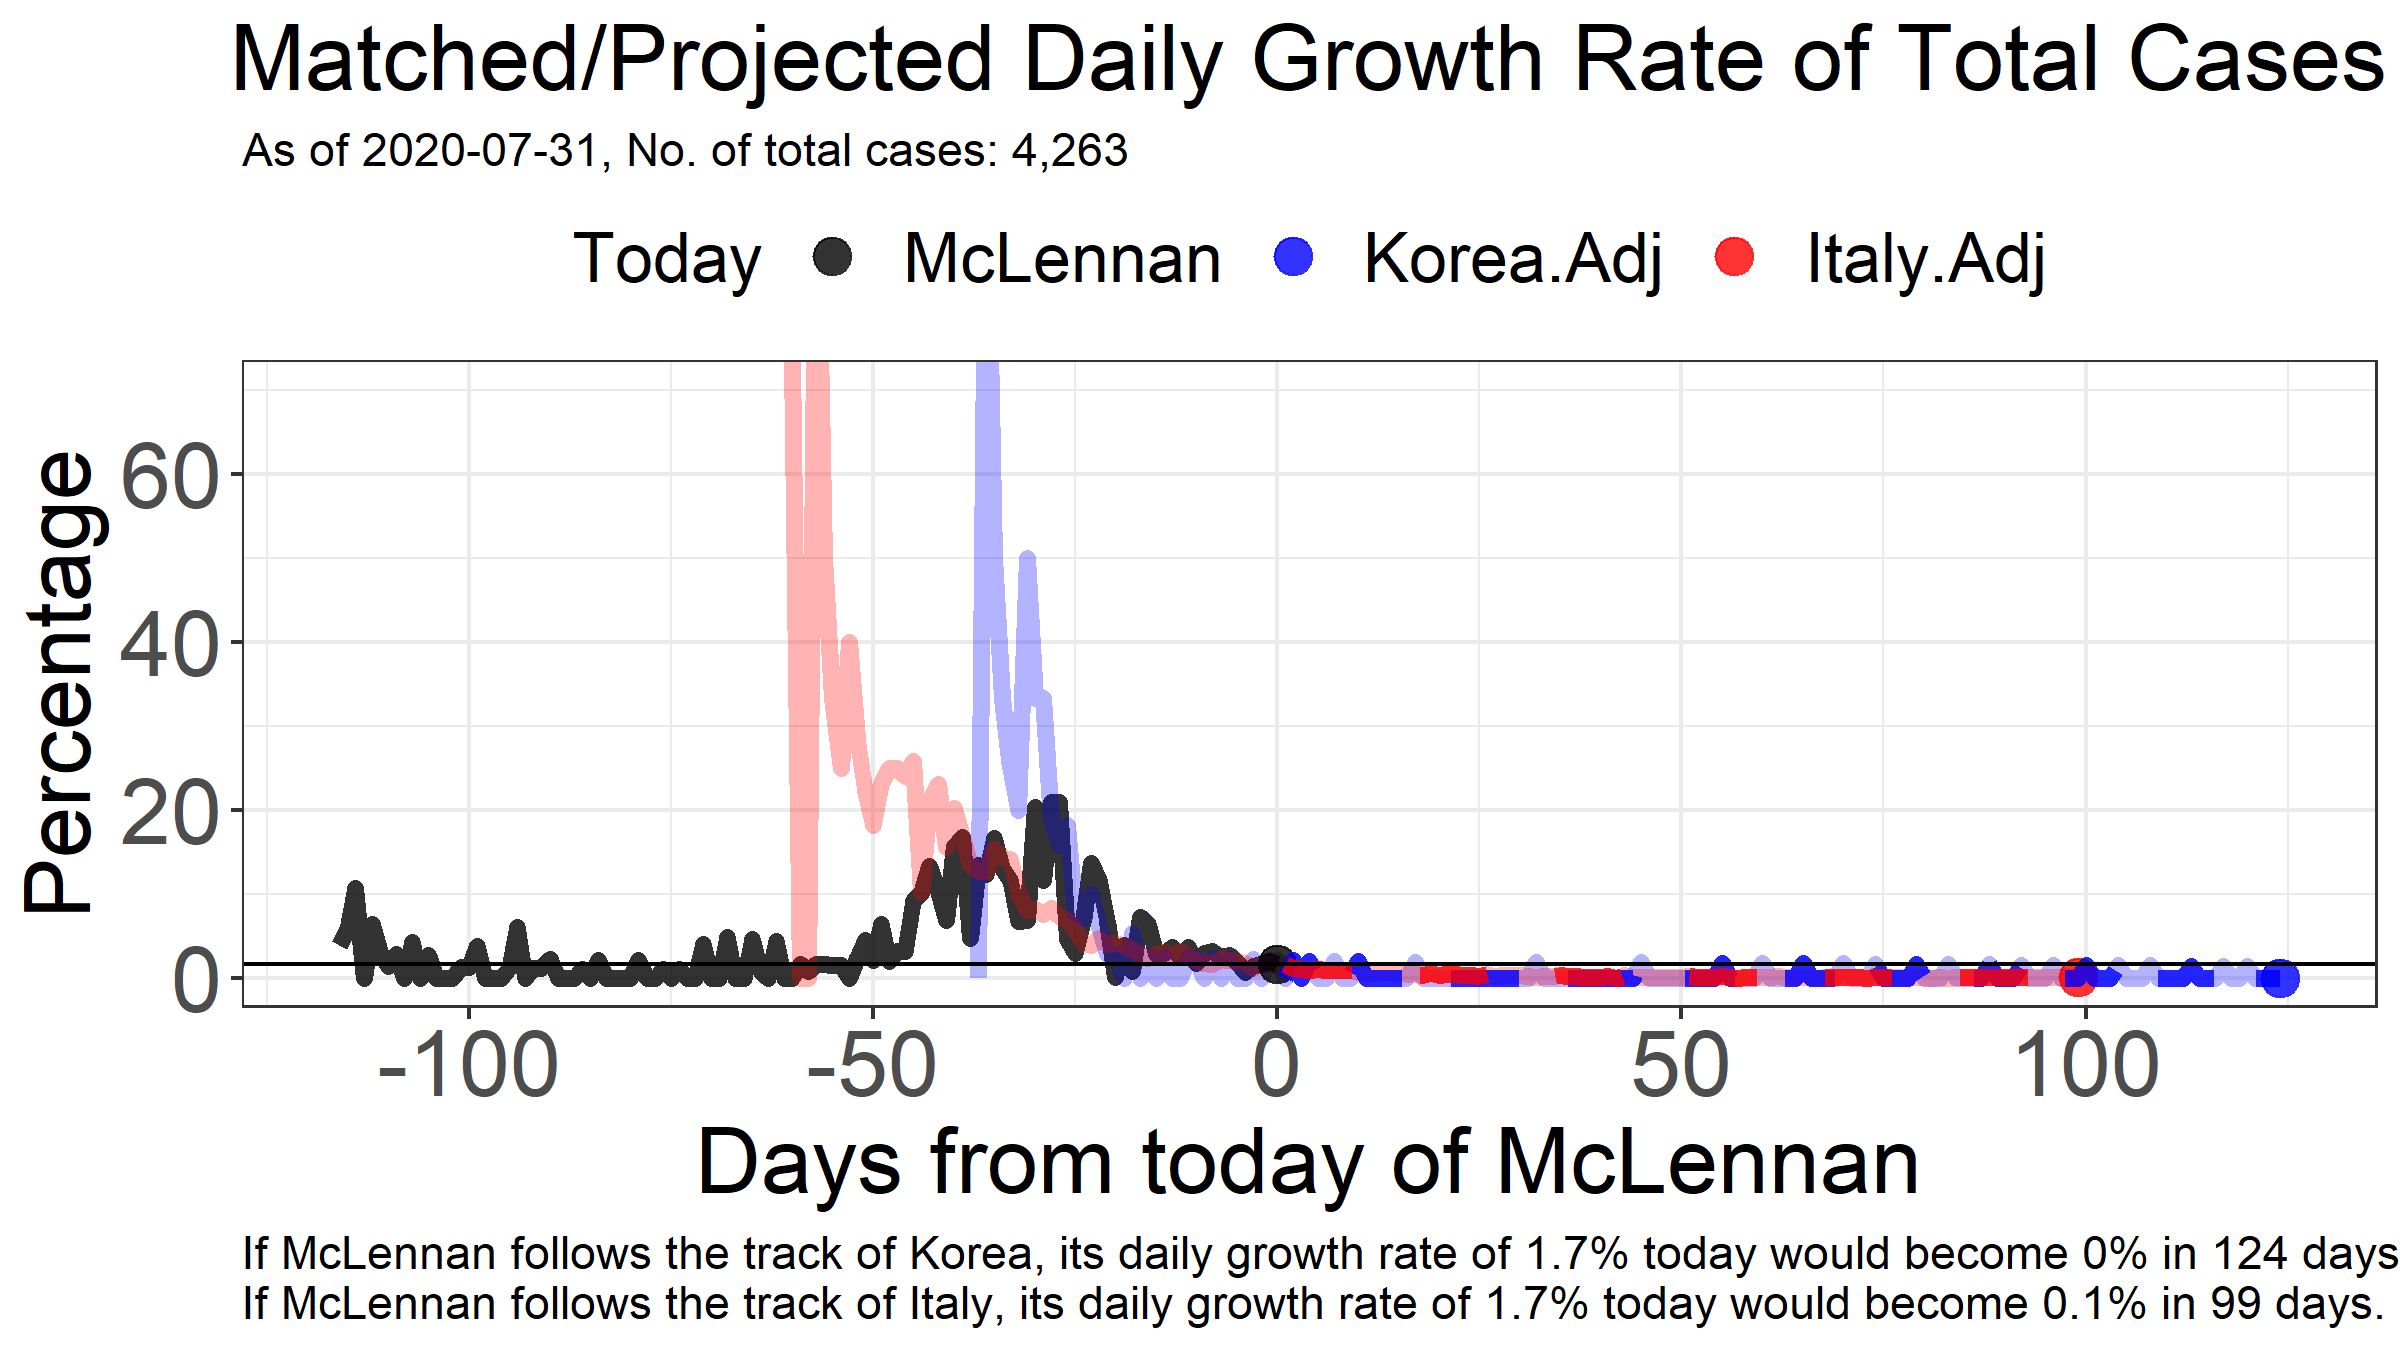 Matched/Projected Daily Growth Rate of Total Cases
As of 2020-07-31, No. of total cases: 4,263
Today McLennan Korea.Adj Italy.Adj
Percentage
60
40
20
0
-100 -50 0 50 100
Days from today of McLennan
If McLennan follows the track of Korea, its daily growth rate of 1.7% today would become 0% in 124 days
If McLennan follows the track of Italy, its daily growth rate of 1.7% today would become 0.1% in 99 days.